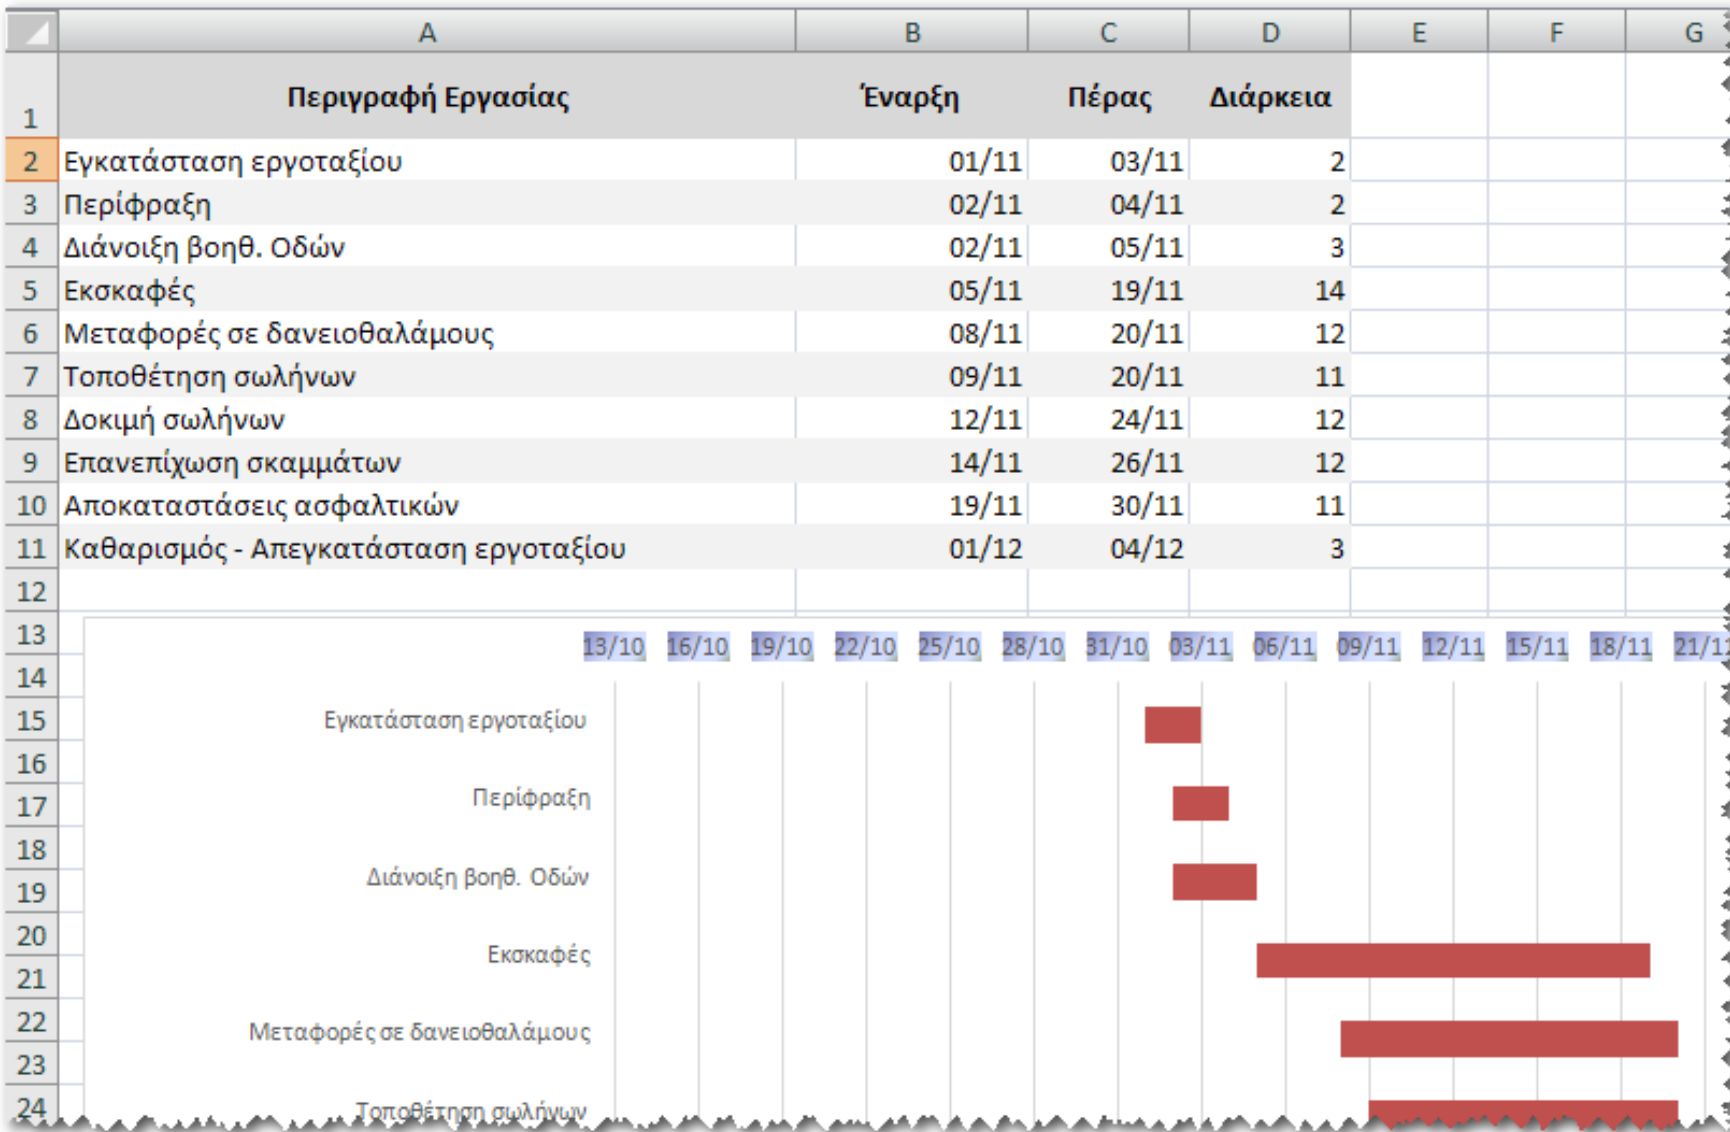 A B C D E F G
1 Περιγραφή Εργασίας Έναρξη Πέρας Διάρκεια
2 Εγκατάσταση εργοταξίου 01/11 03/11 2
3 Περίφραξη 02/11 04/11 2
4 Διάνοιξη βοηθ. Οδών 02/11 05/11 3
5 Εκσκαφές 05/11 19/11 14
6 Μεταφορές σε δανειοθαλάμους 08/11 20/11 12
7 Τοποθέτηση σωλήνων 09/11 20/11 11
8 Δοκιμή σωλήνων 12/11 24/11 12
9 Επανεπίχωση σκαμμάτων 14/11 26/11 12
10 Αποκαταστάσεις ασφαλτικών 19/11 30/11 11
11 Καθαρισμός - Απεγκατάσταση εργοταξίου 01/12 04/12 3
12
13 13/10 16/10 19/10 22/10 25/10 28/10 31/10 03/11 06/11 09/11 12/11 15/11 18/11 21/1
14
15 Εγκατάσταση εργοταξίου
16
17 Περίφραξη
18
19 Διάνοιξη βοηθ. Οδών
20 Εκσκαφές
21
22 Μεταφορές σε δανειοθαλάμους
23
24 Τοποθέτηση σωλήνων